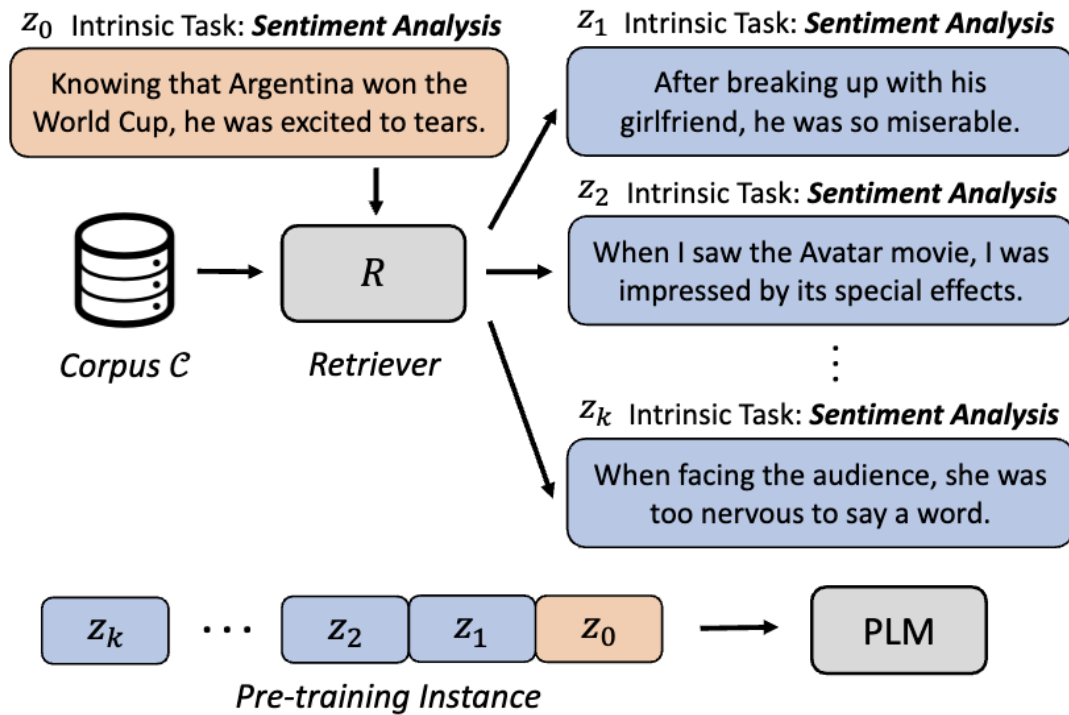 z₀ Intrinsic Task: Sentiment Analysis
Knowing that Argentina won the
World Cup, he was excited to tears.
z₁ Intrinsic Task: Sentiment Analysis
After breaking up with his
girlfriend, he was so miserable.
z₂ Intrinsic Task: Sentiment Analysis
When I saw the Avatar movie, I was
impressed by its special effects.
R
Corpus 𝒞
Retriever
⋮
zₖ Intrinsic Task: Sentiment Analysis
When facing the audience, she was
too nervous to say a word.
zₖ ··· z₂ z₁ z₀
PLM
Pre-training Instance